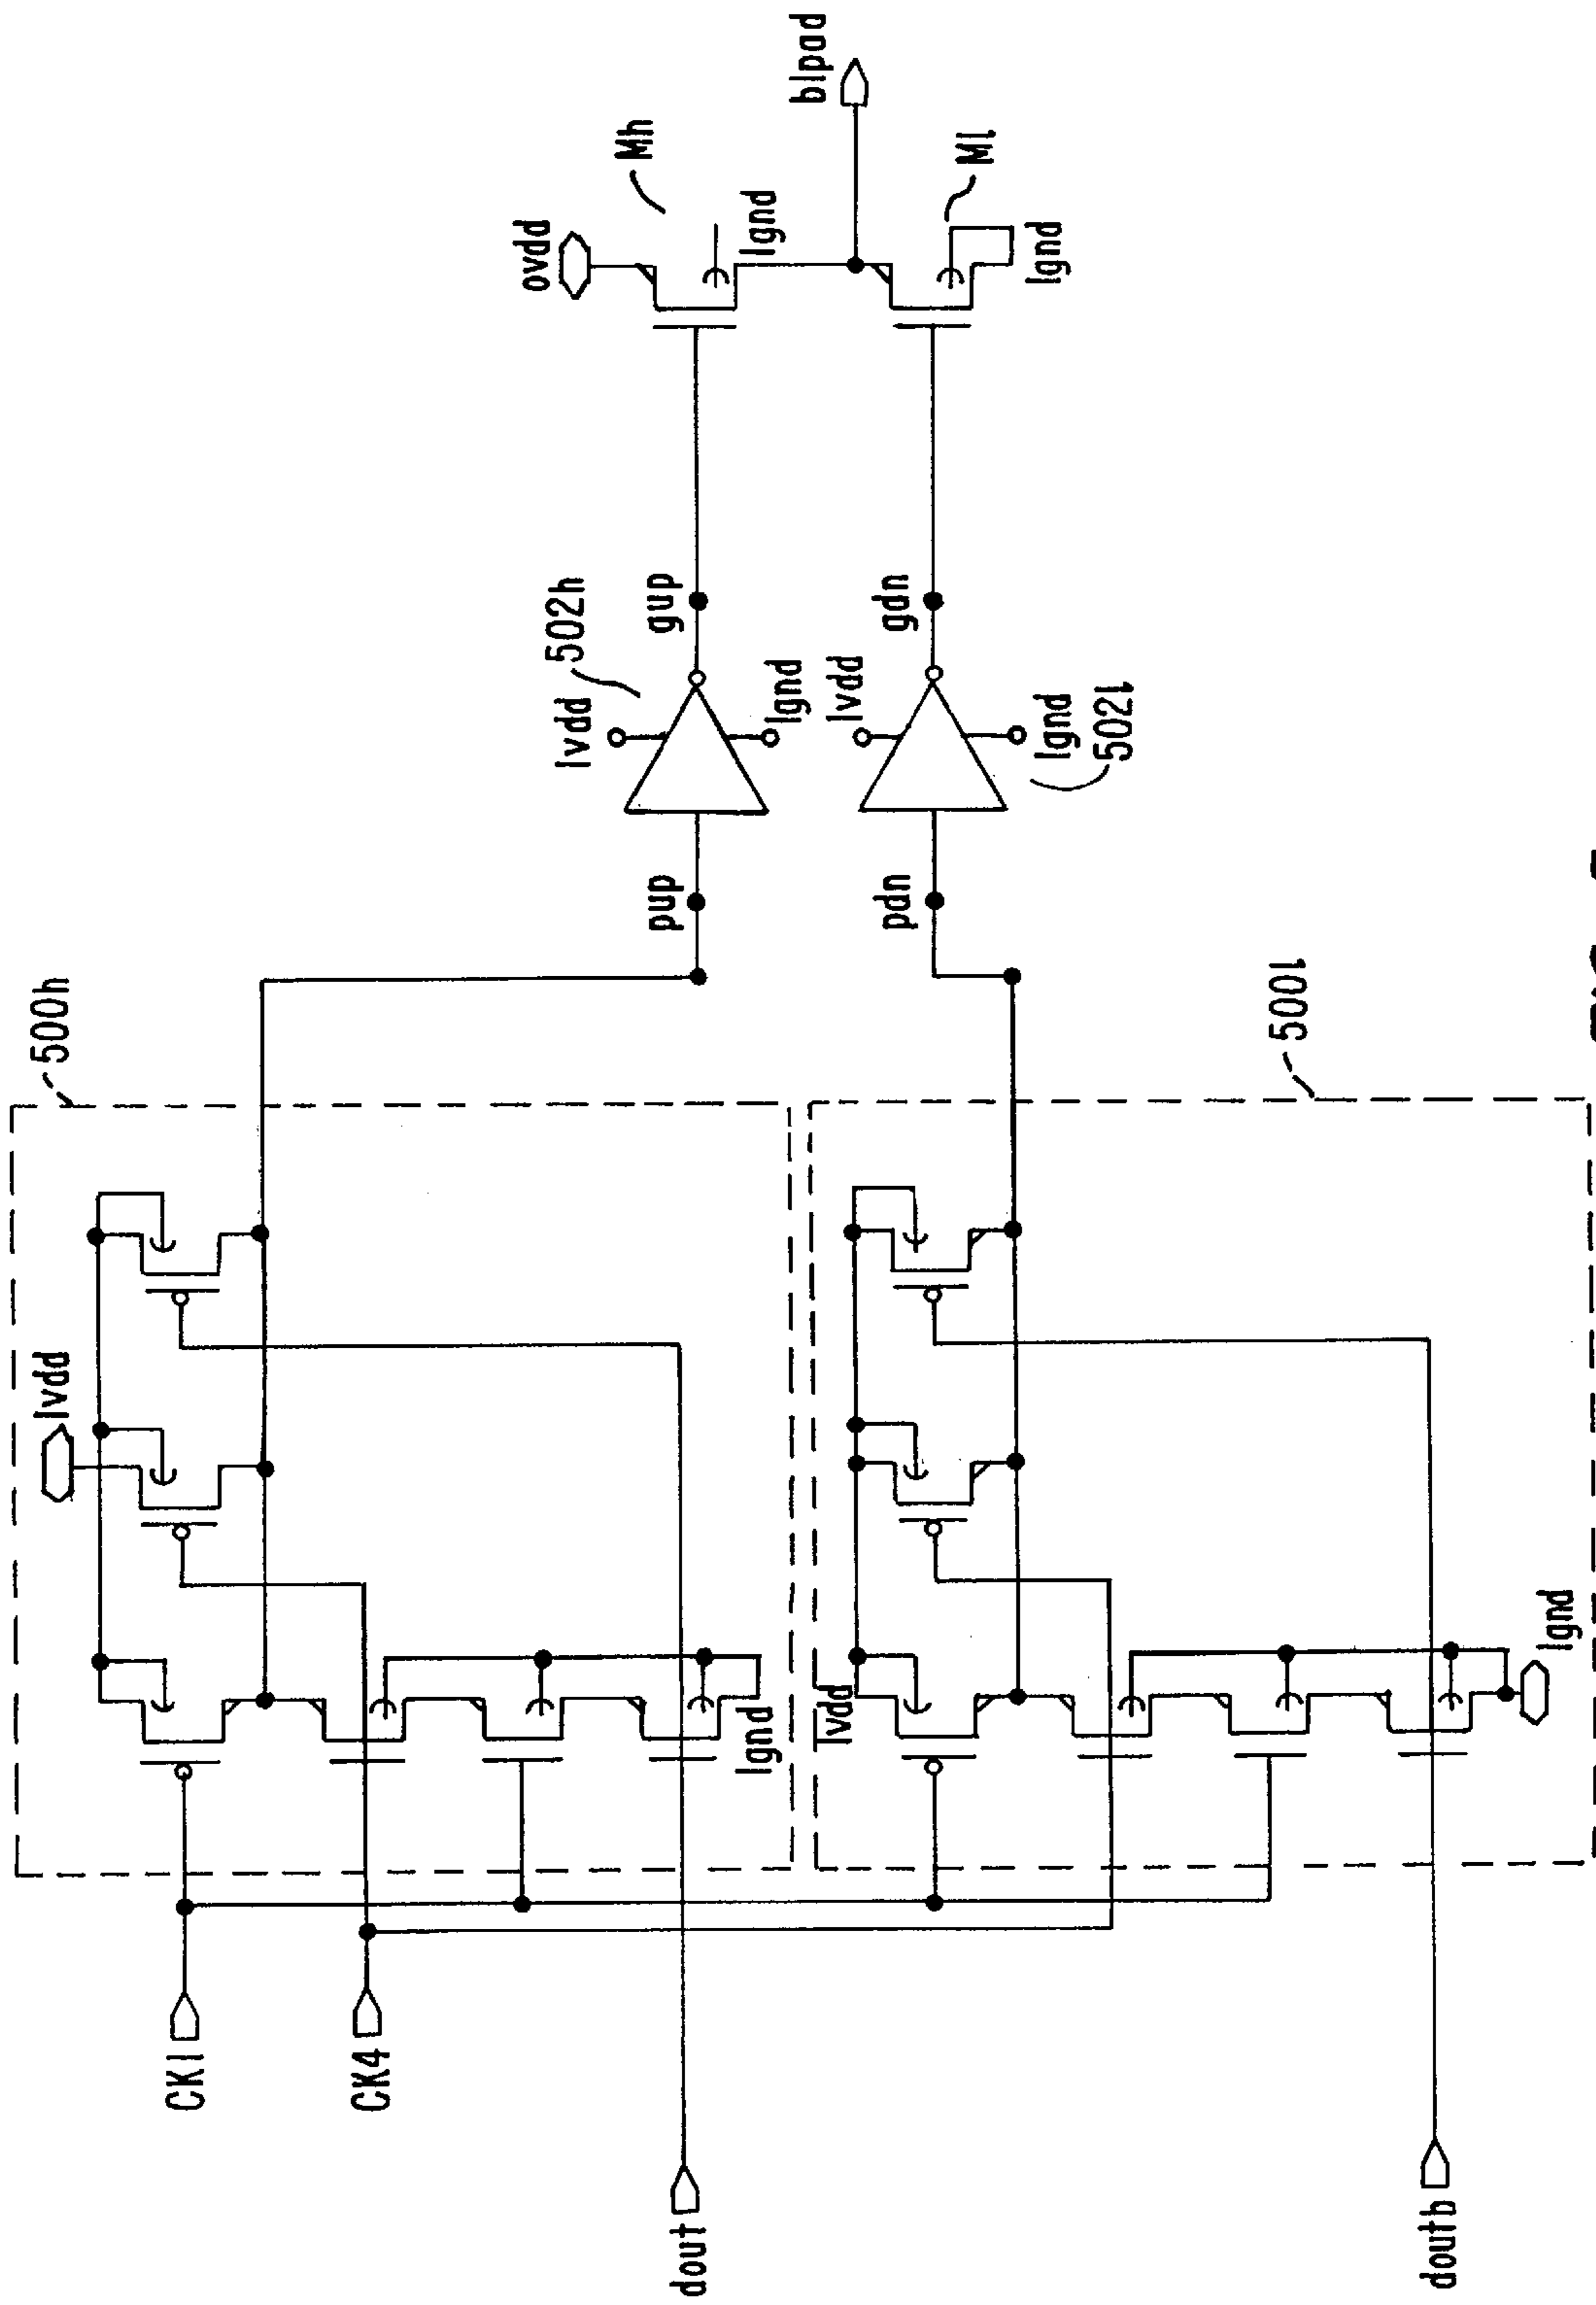 CK1
CK4
dout
doutb
lvdd
500h
lgnd
lvdd
lgnd
500l
pup
pdn
lvdd
502h
gup
lgnd
lvdd
gdn
lgnd
502l
ovdd
Mh
lgnd
blpad
Ml
lgnd